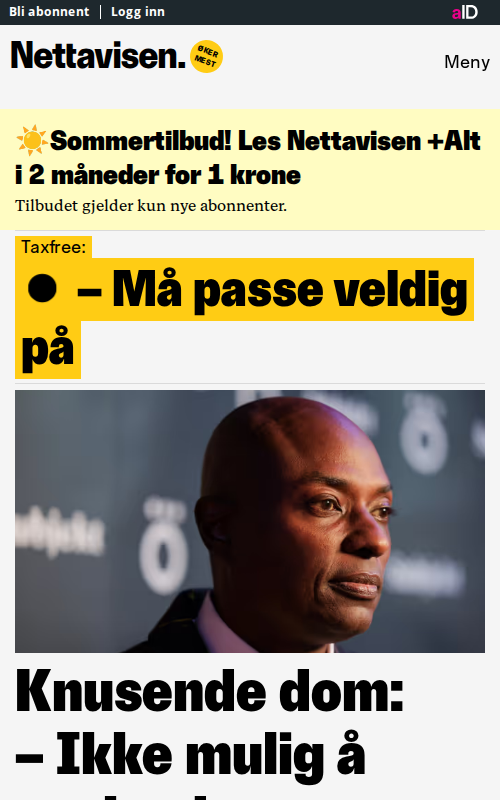 Bli abonnent | Logg inn
aID
Nettavisen.
ØKER
MEST
Meny
☀️Sommertilbud! Les Nettavisen +Alt
i 2 måneder for 1 krone
Tilbudet gjelder kun nye abonnenter.
Taxfree:
● – Må passe veldig
på
Knusende dom:
– Ikke mulig å